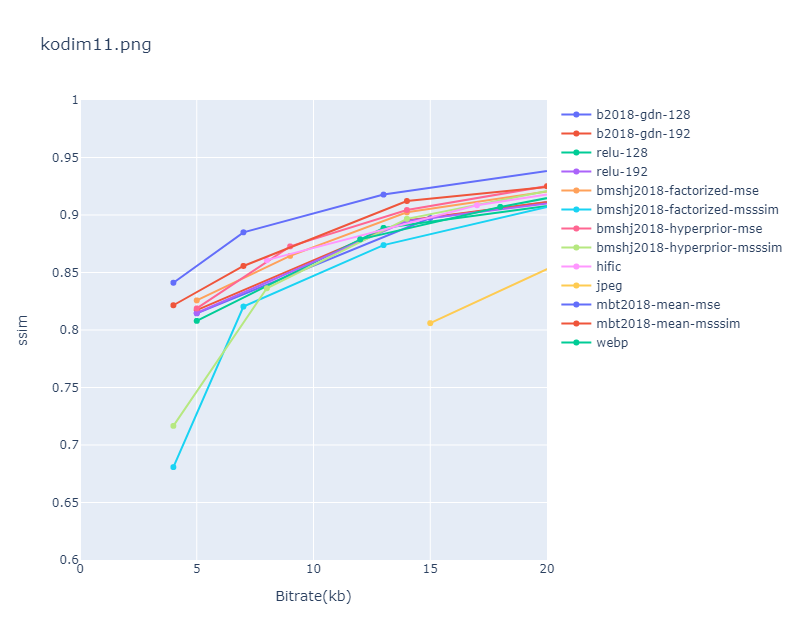 kodim11.png
1
0.95
0.9
0.85
0.8
0.75
0.7
0.65
0.6
ssim
0
5
10
15
20
Bitrate(kb)
b2018-gdn-128
b2018-gdn-192
relu-128
relu-192
bmshj2018-factorized-mse
bmshj2018-factorized-msssim
bmshj2018-hyperprior-mse
bmshj2018-hyperprior-msssim
hific
jpeg
mbt2018-mean-mse
mbt2018-mean-msssim
webp